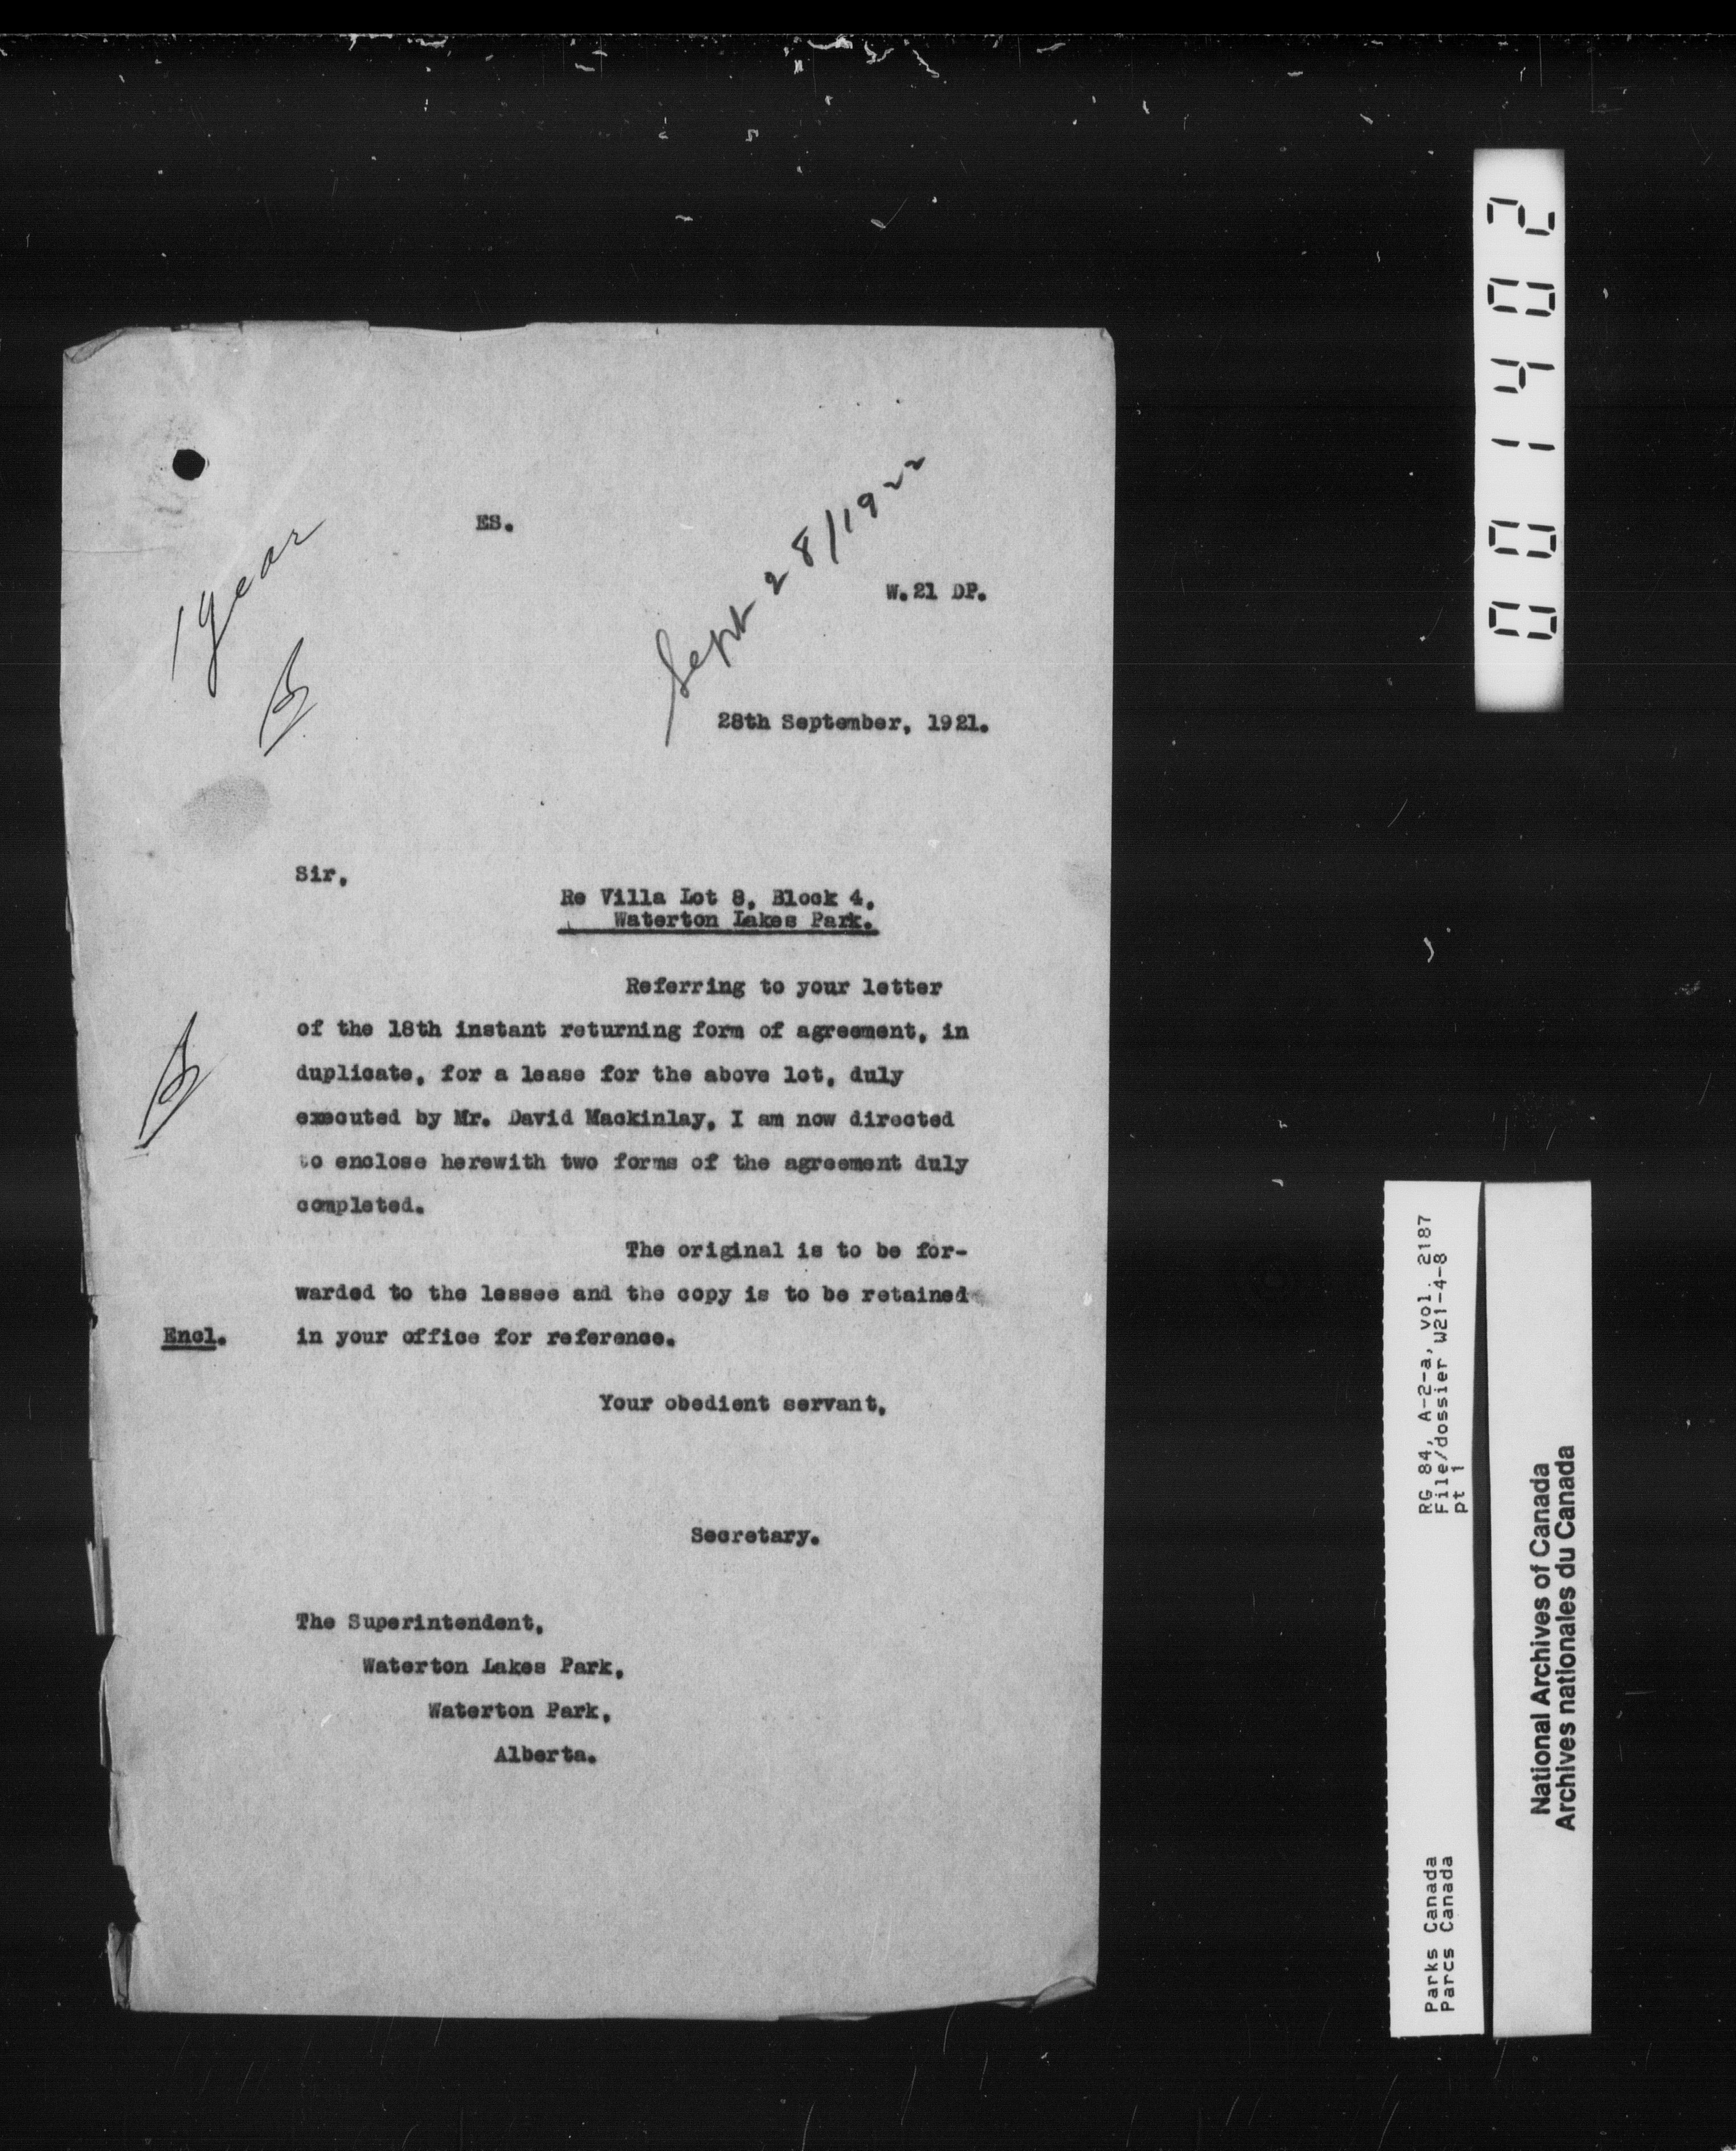 ES.
1 year
Sept 28/1922
W.21 DP.
28th September, 1921.
Sir,
Re Villa Lot 8, Block 4,
Waterton Lakes Park.
Referring to your letter
of the 18th instant returning form of agreement, in
duplicate, for a lease for the above lot, duly
executed by Mr. David Mackinlay, I am now directed
to enclose herewith two forms of the agreement duly
completed.
The original is to be for-
warded to the lessee and the copy is to be retained
Encl. in your office for reference.
Your obedient servant,
Secretary.
The Superintendent,
Waterton Lakes Park,
Waterton Park,
Alberta.
001402
RG 84, A-2-a, vol. 2187
File/dossier W21-4-8
pt 1
Parks Canada
Parcs Canada
National Archives of Canada
Archives nationales du Canada